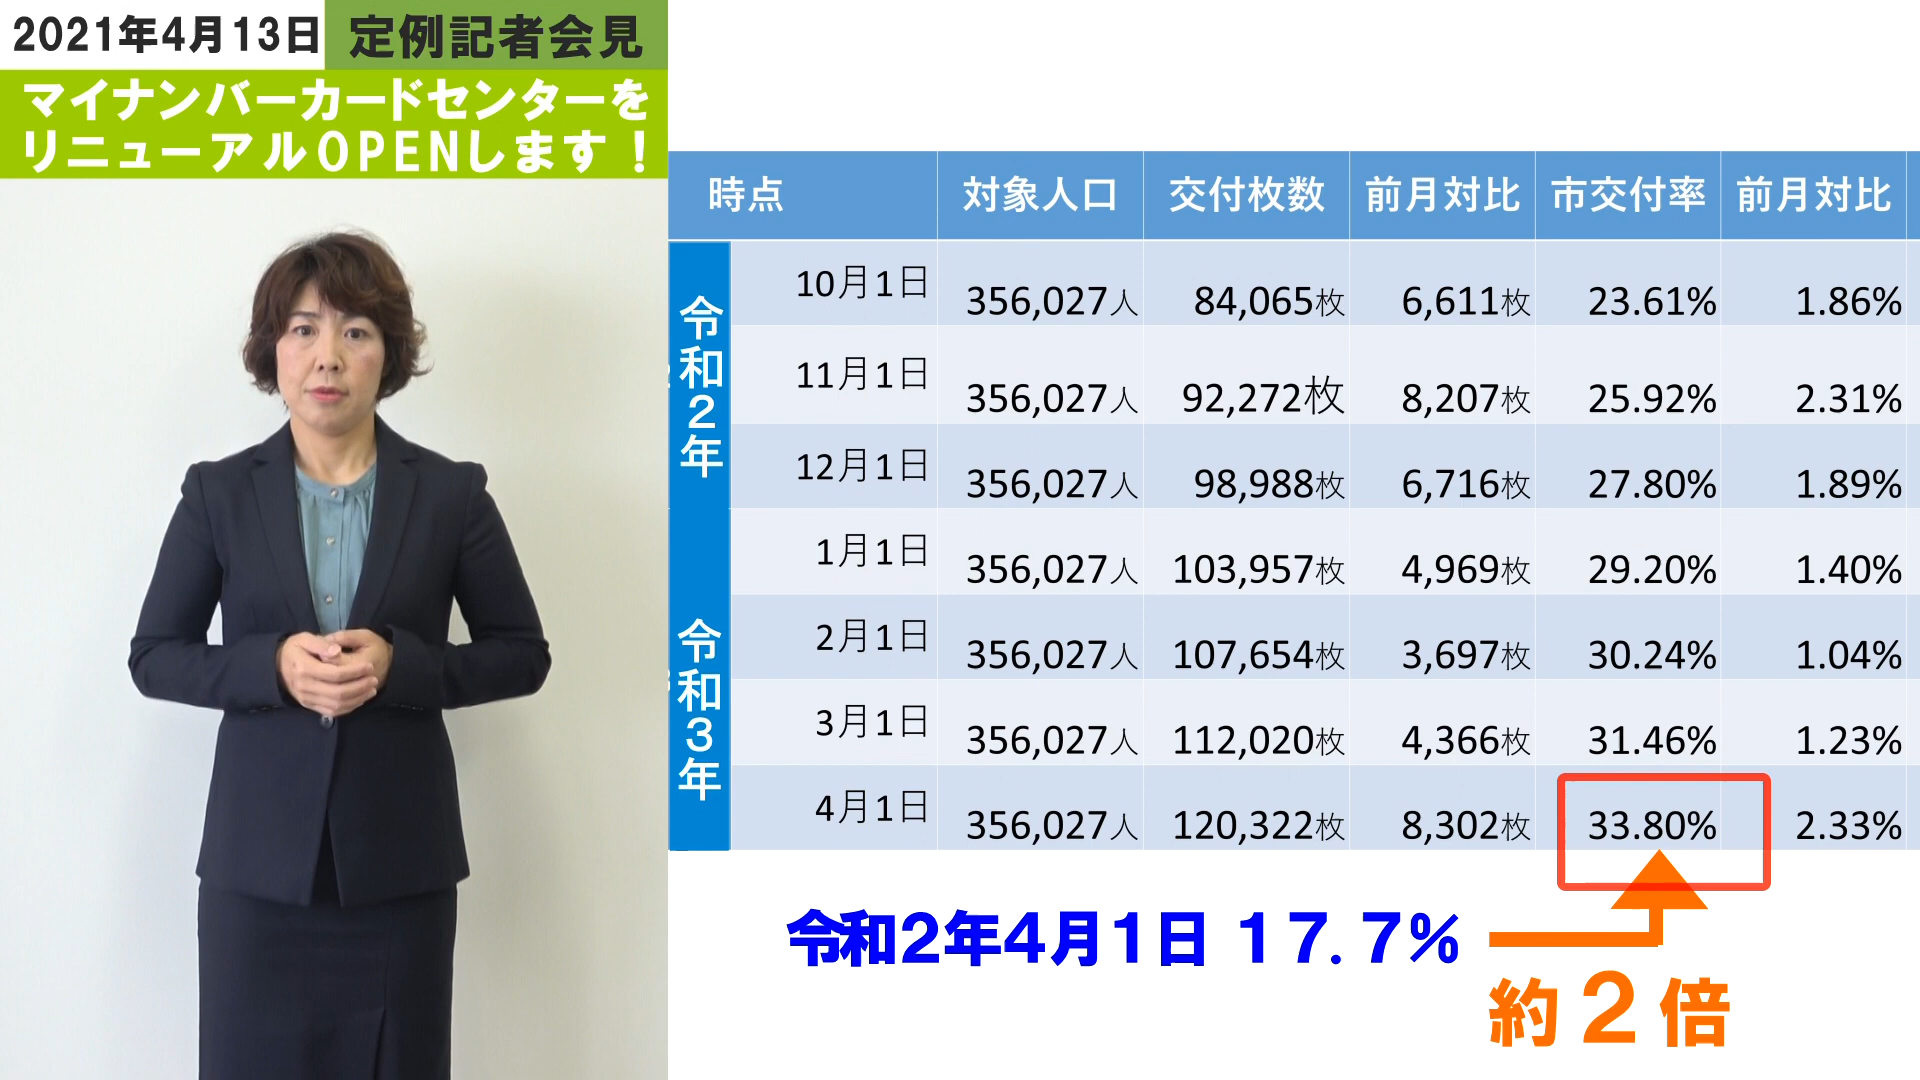 2021年4月13日 定例記者会見
マイナンバーカードセンターを
リニューアルOPENします！
時点 対象人口 交付枚数 前月対比 市交付率 前月対比
令和2年
10月1日 356,027人 84,065枚 6,611枚 23.61% 1.86%
11月1日 356,027人 92,272枚 8,207枚 25.92% 2.31%
12月1日 356,027人 98,988枚 6,716枚 27.80% 1.89%
令和3年
1月1日 356,027人 103,957枚 4,969枚 29.20% 1.40%
2月1日 356,027人 107,654枚 3,697枚 30.24% 1.04%
3月1日 356,027人 112,020枚 4,366枚 31.46% 1.23%
4月1日 356,027人 120,322枚 8,302枚 33.80% 2.33%
令和2年4月1日 17.7%
約2倍